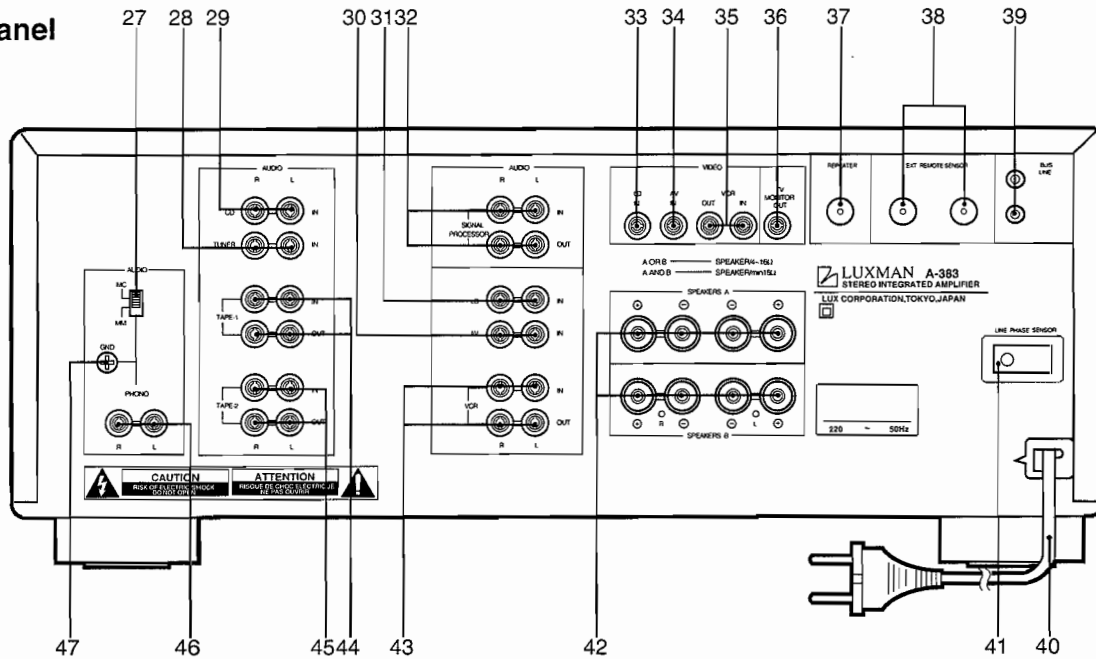 anel
27 28 29 30 31 32 33 34 35 36 37 38 39
AUDIO
R L
CD IN
TUNER IN
TAPE-1 IN
OUT
TAPE-2 IN
OUT
R L
AUDIO
MC
MM
GND
PHONO
R L
AUDIO
R L
SIGNAL PROCESSOR
IN
OUT
LD IN
AV IN
VCR
IN
OUT
R L
VIDEO
IN
AV IN
VCR
OUT IN
TV MONITOR OUT
REPEATER
EXT REMOTE SENSOR
BUS LINE
A OR B SPEAKER/4~16Ω
A AND B SPEAKER/min16Ω
SPEAKERS A
+ − − +
+ R − − L +
SPEAKERS B
LUXMAN A-383
STEREO INTEGRATED AMPLIFIER
LUX CORPORATION,TOKYO,JAPAN
LINE PHASE SENSOR
220 ~ 50Hz
CAUTION
RISK OF ELECTRIC SHOCK
DO NOT OPEN
ATTENTION
RISQUE DE CHOC ELECTRIQUE
NE PAS OUVRIR
47 46 45 44 43 42 41 40